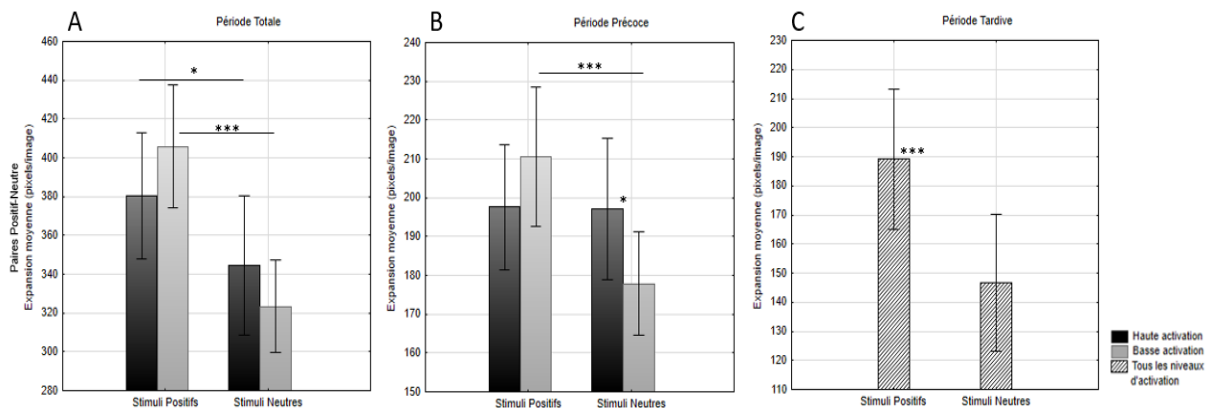 A
Période Totale
Paires Positif-Neutre
Expansion moyenne (pixels/image)
460
440
420
400
380
360
340
320
300
280
*
***
Stimuli Positifs
Stimuli Neutres
B
Période Précoce
Expansion moyenne (pixels/image)
240
230
220
210
200
190
180
170
160
150
***
*
Stimuli Positifs
Stimuli Neutres
C
Période Tardive
Expansion moyenne (pixels/image)
230
220
210
200
190
180
170
160
150
140
130
120
110
***
Stimuli Positifs
Stimuli Neutres
Haute activation
Basse activation
Tous les niveaux
d'activation